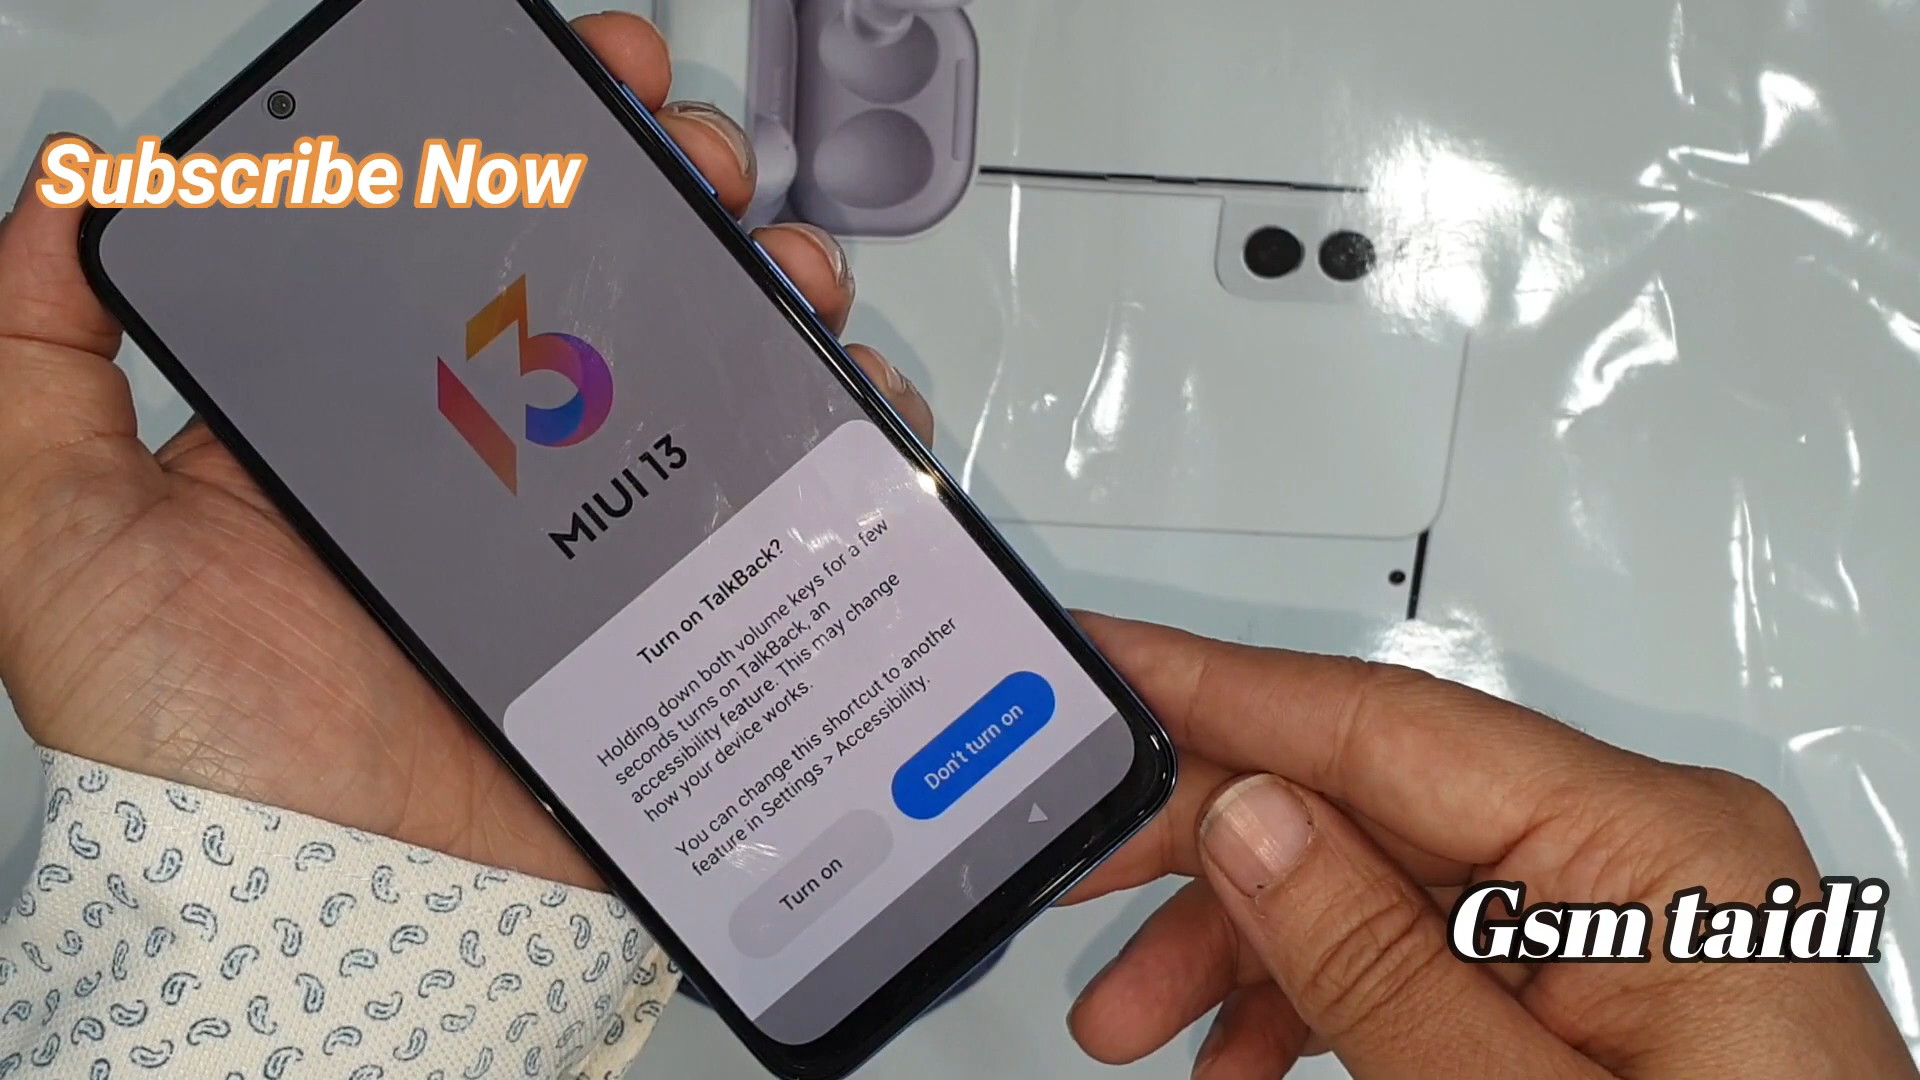 Subscribe Now
13
MIUI 13
Turn on TalkBack?
Holding down both volume keys for a few
seconds turns on TalkBack, an
accessibility feature. This may change
how your device works.
You can change this shortcut to another
feature in Settings > Accessibility.
Turn on
Don't turn on
Gsm taidi